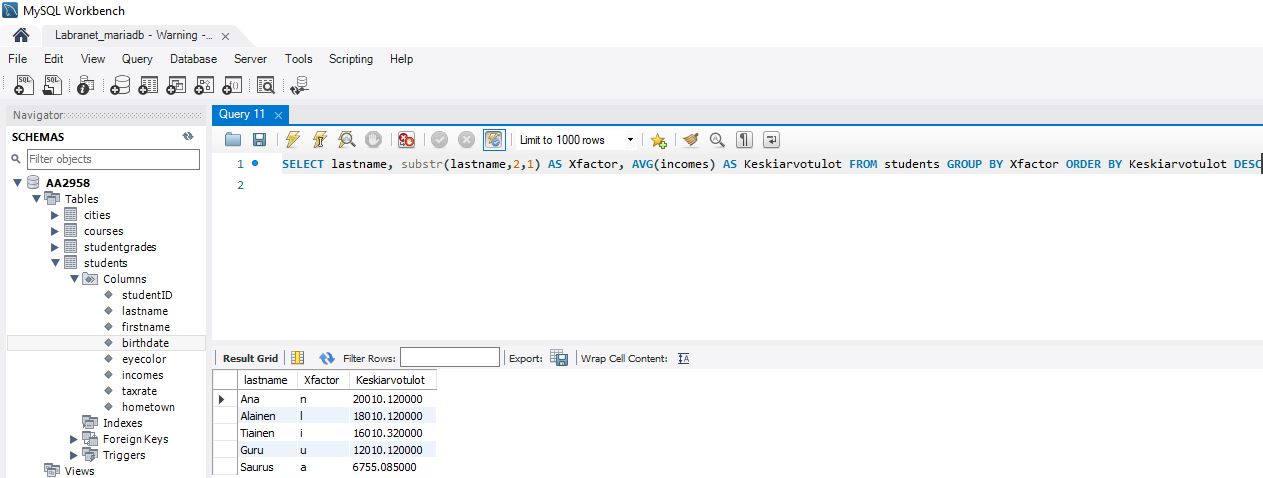 MySQL Workbench
Labranet_mariadb - Warning -...
File Edit View Query Database Server Tools Scripting Help
Navigator
SCHEMAS
Filter objects
AA2958
Tables
cities
courses
studentgrades
students
Columns
studentID
lastname
firstname
birthdate
eyecolor
incomes
taxrate
hometown
Indexes
Foreign Keys
Triggers
Views
Query 11
Limit to 1000 rows
1 SELECT lastname, substr(lastname,2,1) AS Xfactor, AVG(incomes) AS Keskiarvotulot FROM students GROUP BY Xfactor ORDER BY Keskiarvotulot DESC
2
Result Grid Filter Rows: Export: Wrap Cell Content:
lastname Xfactor Keskiarvotulot
Ana n 20010.120000
Alainen l 18010.120000
Tiainen i 16010.320000
Guru u 12010.120000
Saurus a 6755.085000